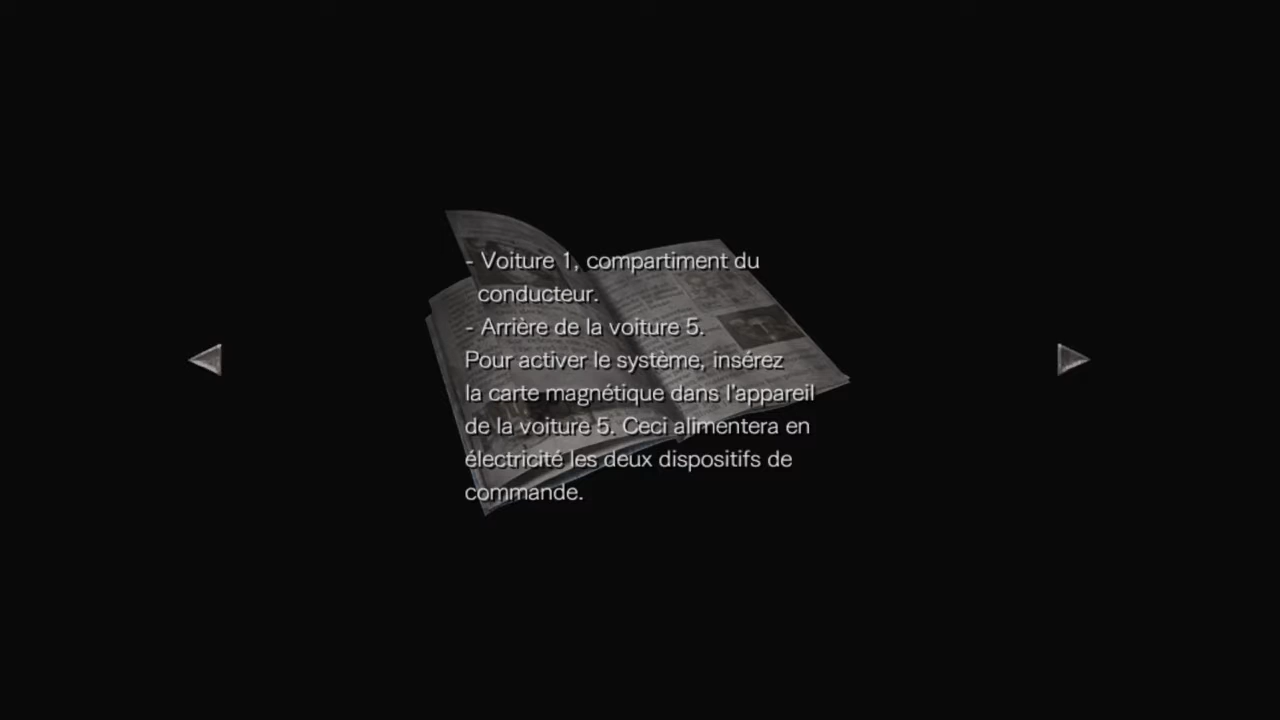 - Voiture 1, compartiment du
conducteur.
- Arrière de la voiture 5.
Pour activer le système, insérez
la carte magnétique dans l'appareil
de la voiture 5. Ceci alimentera en
électricité les deux dispositifs de
commande.